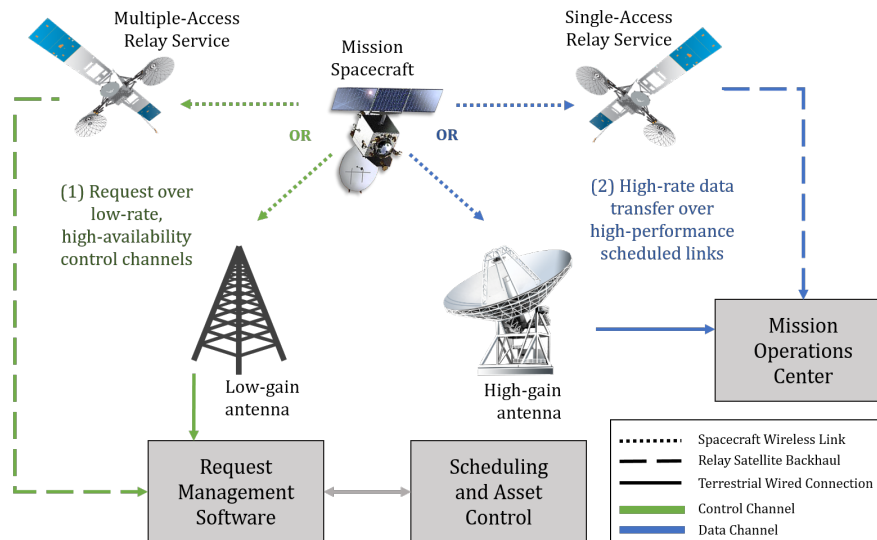 Multiple-Access
Relay Service
Mission
Spacecraft
Single-Access
Relay Service
OR
OR
(1) Request over
low-rate,
high-availability
control channels
(2) High-rate data
transfer over
high-performance
scheduled links
Low-gain
antenna
High-gain
antenna
Mission
Operations
Center
Request
Management
Software
Scheduling
and Asset
Control
Spacecraft Wireless Link
Relay Satellite Backhaul
Terrestrial Wired Connection
Control Channel
Data Channel